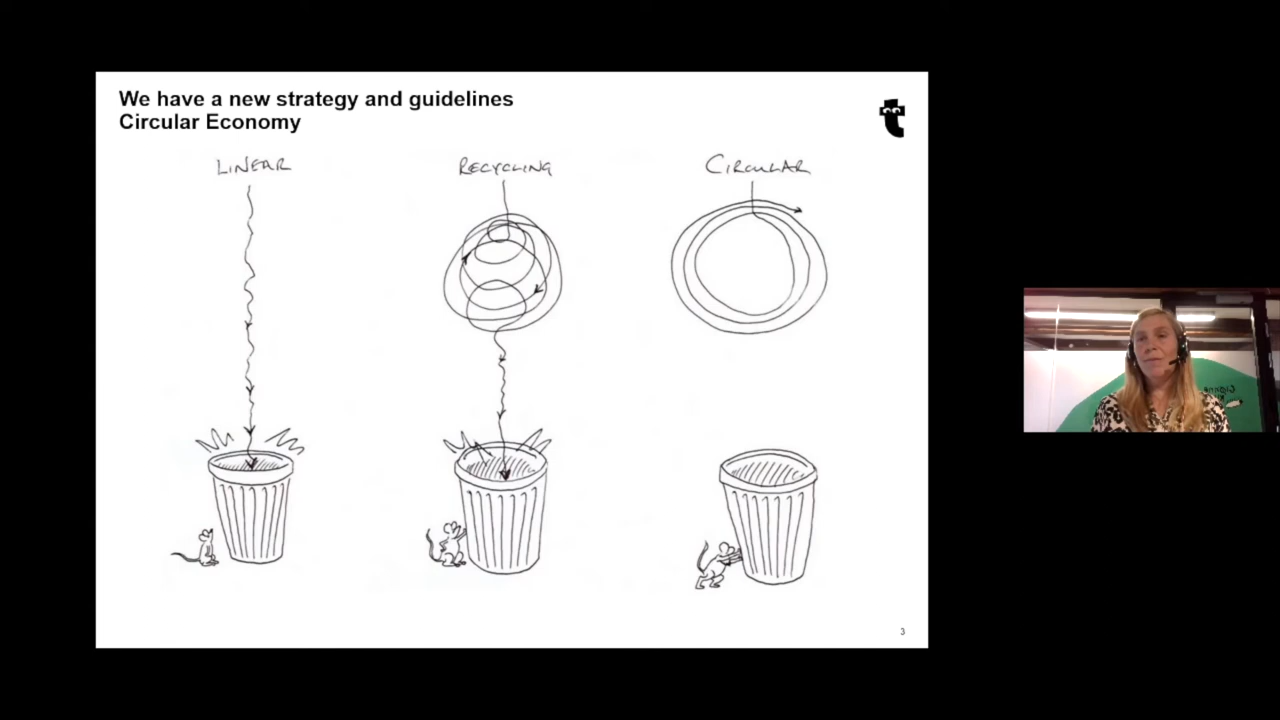 We have a new strategy and guidelines
Circular Economy
t
LINEAR
RECYCLING
CIRCULAR
3